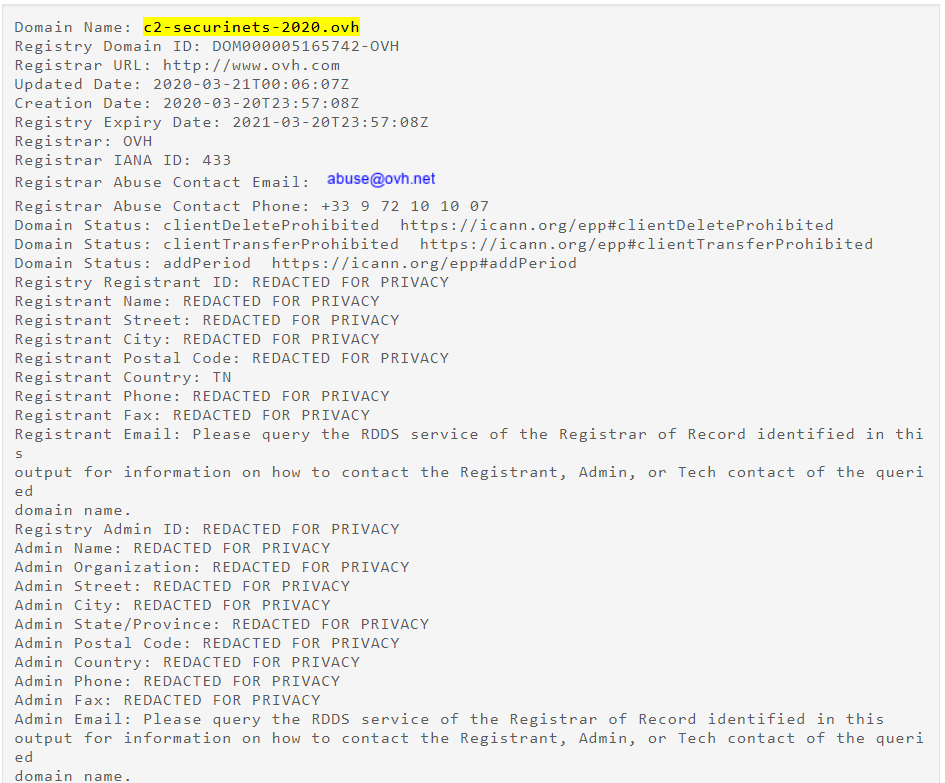 Domain Name: c2-securinets-2020.ovh
Registry Domain ID: DOM000005165742-OVH
Registrar URL: http://www.ovh.com
Updated Date: 2020-03-21T00:06:07Z
Creation Date: 2020-03-20T23:57:08Z
Registry Expiry Date: 2021-03-20T23:57:08Z
Registrar: OVH
Registrar IANA ID: 433
Registrar Abuse Contact Email: abuse@ovh.net
Registrar Abuse Contact Phone: +33 9 72 10 10 07
Domain Status: clientDeleteProhibited  https://icann.org/epp#clientDeleteProhibited
Domain Status: clientTransferProhibited  https://icann.org/epp#clientTransferProhibited
Domain Status: addPeriod  https://icann.org/epp#addPeriod
Registry Registrant ID: REDACTED FOR PRIVACY
Registrant Name: REDACTED FOR PRIVACY
Registrant Street: REDACTED FOR PRIVACY
Registrant City: REDACTED FOR PRIVACY
Registrant Postal Code: REDACTED FOR PRIVACY
Registrant Country: TN
Registrant Phone: REDACTED FOR PRIVACY
Registrant Fax: REDACTED FOR PRIVACY
Registrant Email: Please query the RDDS service of the Registrar of Record identified in thi
s
output for information on how to contact the Registrant, Admin, or Tech contact of the queri
ed
domain name.
Registry Admin ID: REDACTED FOR PRIVACY
Admin Name: REDACTED FOR PRIVACY
Admin Organization: REDACTED FOR PRIVACY
Admin Street: REDACTED FOR PRIVACY
Admin City: REDACTED FOR PRIVACY
Admin State/Province: REDACTED FOR PRIVACY
Admin Postal Code: REDACTED FOR PRIVACY
Admin Country: REDACTED FOR PRIVACY
Admin Phone: REDACTED FOR PRIVACY
Admin Fax: REDACTED FOR PRIVACY
Admin Email: Please query the RDDS service of the Registrar of Record identified in this
output for information on how to contact the Registrant, Admin, or Tech contact of the queri
ed
domain name.